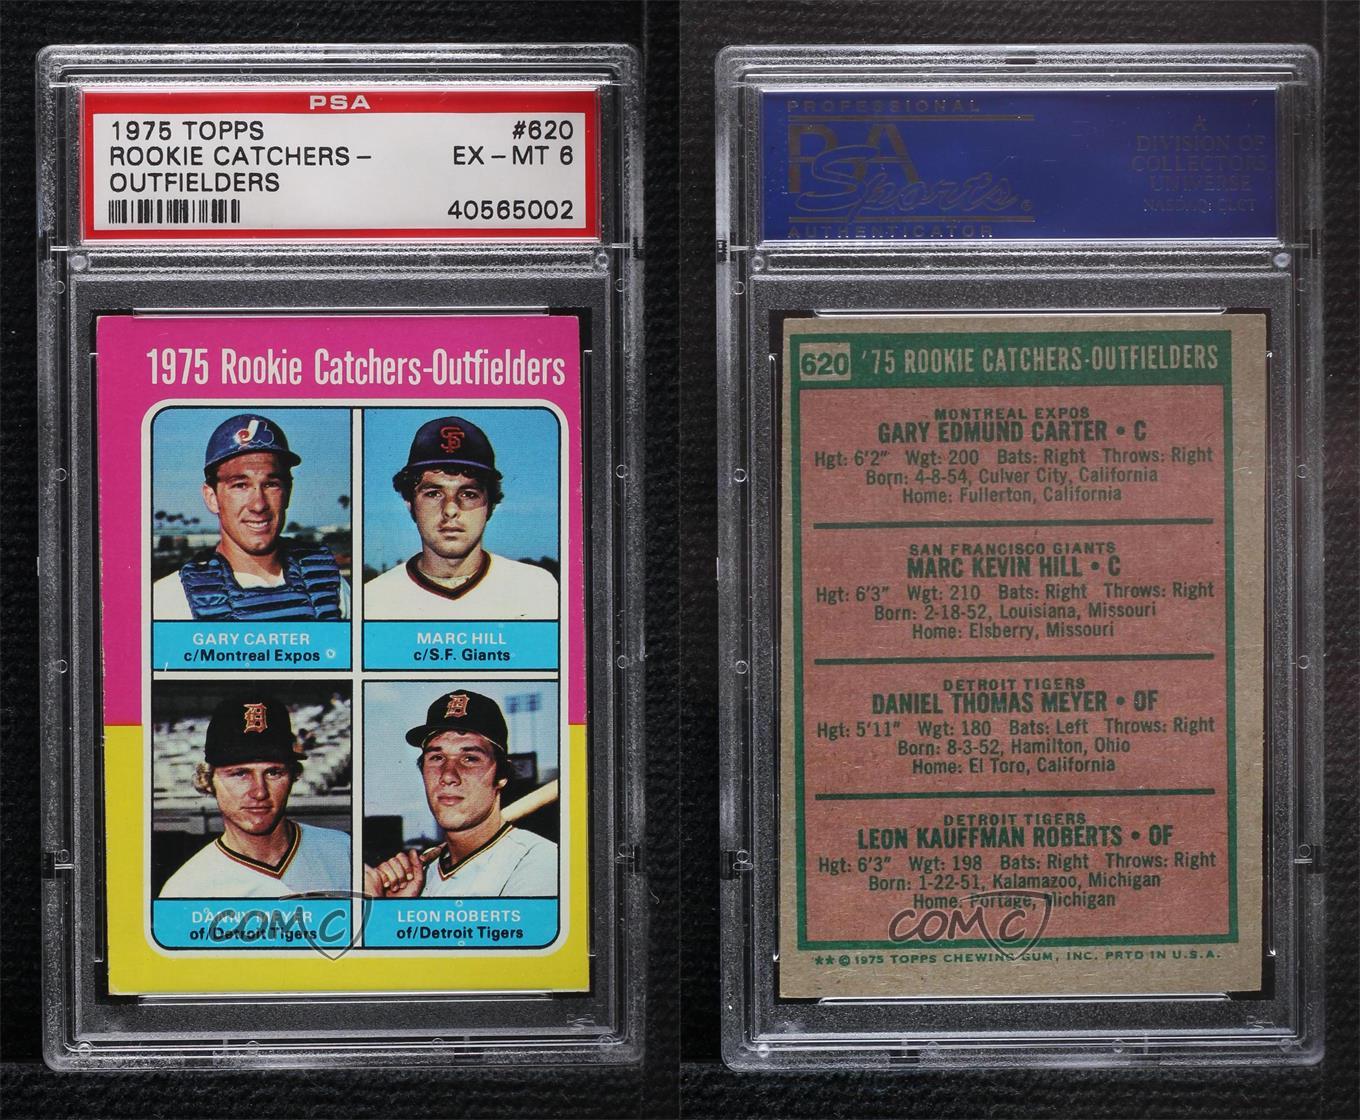 PSA
1975 TOPPS #620
ROOKIE CATCHERS- EX-MT 6
OUTFIELDERS
40565002
1975 Rookie Catchers-Outfielders
GARY CARTER
c/Montreal Expos
MARC HILL
c/S.F. Giants
DANNY MEYER
of/Detroit Tigers
LEON ROBERTS
of/Detroit Tigers
COMC
PROFESSIONAL
PSA
Sports
AUTHENTICATOR
A
DIVISION OF
COLLECTORS
UNIVERSE
NASDAQ: CLCT
620 '75 ROOKIE CATCHERS-OUTFIELDERS
MONTREAL EXPOS
GARY EDMUND CARTER • C
Hgt: 6'2" Wgt: 200 Bats: Right Throws: Right
Born: 4-8-54, Culver City, California
Home: Fullerton, California
SAN FRANCISCO GIANTS
MARC KEVIN HILL • C
Hgt: 6'3" Wgt: 210 Bats: Right Throws: Right
Born: 2-18-52, Louisiana, Missouri
Home: Elsberry, Missouri
DETROIT TIGERS
DANIEL THOMAS MEYER • OF
Hgt: 5'11" Wgt: 180 Bats: Left Throws: Right
Born: 8-3-52, Hamilton, Ohio
Home: El Toro, California
DETROIT TIGERS
LEON KAUFFMAN ROBERTS • OF
Hgt: 6'3" Wgt: 198 Bats: Right Throws: Right
Born: 1-22-51, Kalamazoo, Michigan
Home: Portage, Michigan
COMC
** © 1975 TOPPS CHEWING GUM, INC. PRTD IN U.S.A.